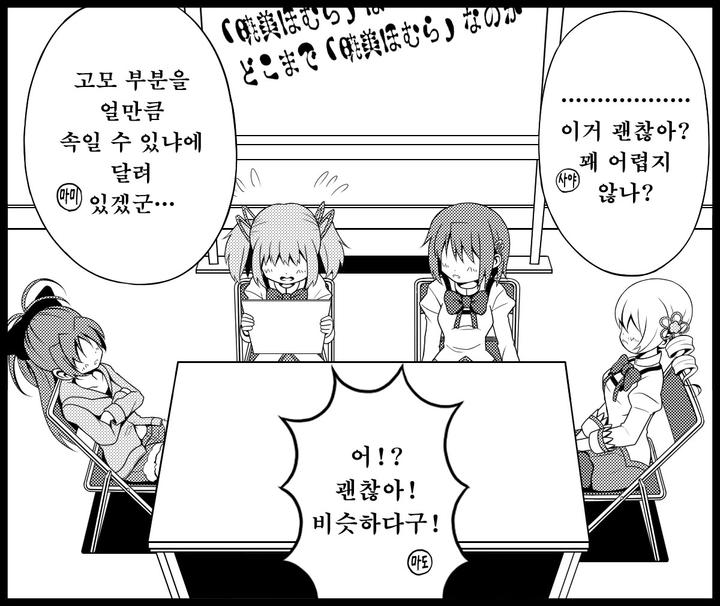 (暁美ほむら)は
どこまで(暁美ほむら)なのか
…………………
이거 괜찮아?
꽤 어렵지
않나?
사야
고모 부분을
얼만큼
속일 수 있냐에
달려
있겠군…
마미
어!?
괜찮아!
비슷하다구!
마도